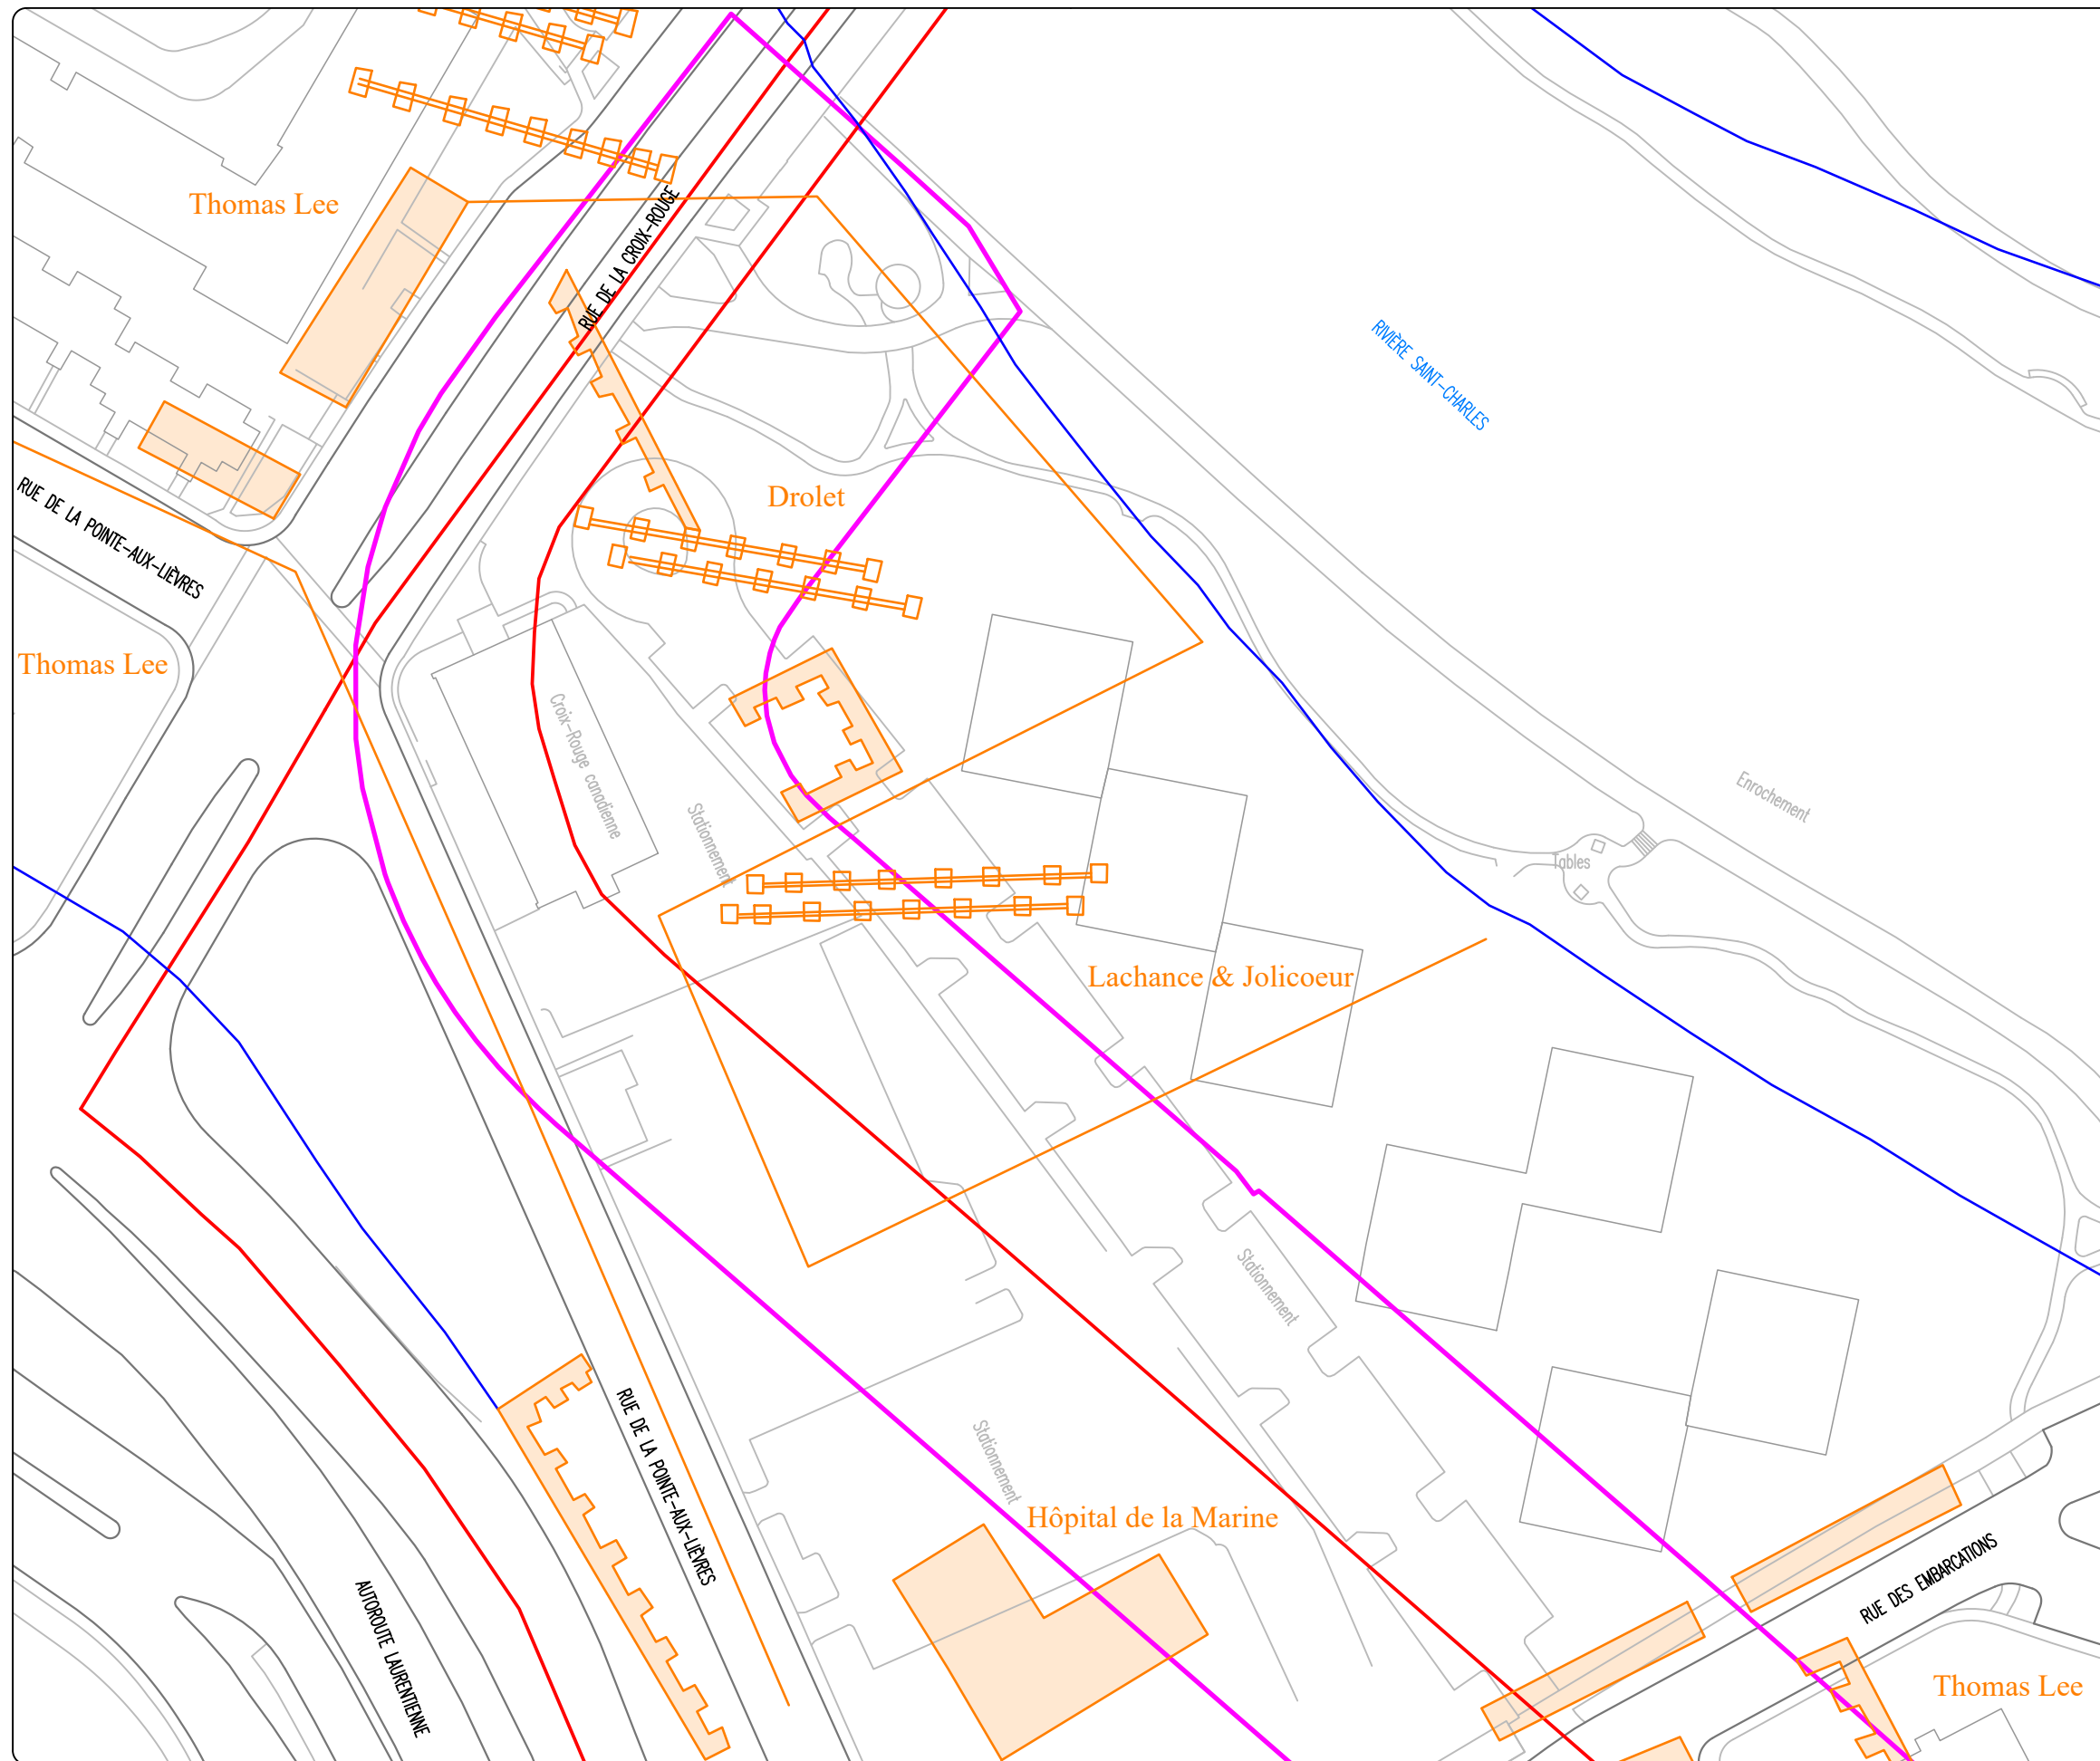 Thomas Lee
RUE DE LA CROIX-ROUGE
RIVIÈRE SAINT-CHARLES
RUE DE LA POINTE-AUX-LIÈVRES
Drolet
Thomas Lee
Croix-Rouge canadienne
Stationnement
Enrochement
Tables
Lachance & Jolicoeur
Stationnement
RUE DE LA POINTE-AUX-LIÈVRES
Stationnement
Hôpital de la Marine
AUTOROUTE LAURENTIENNE
RUE DES EMBARCATIONS
Thomas Lee